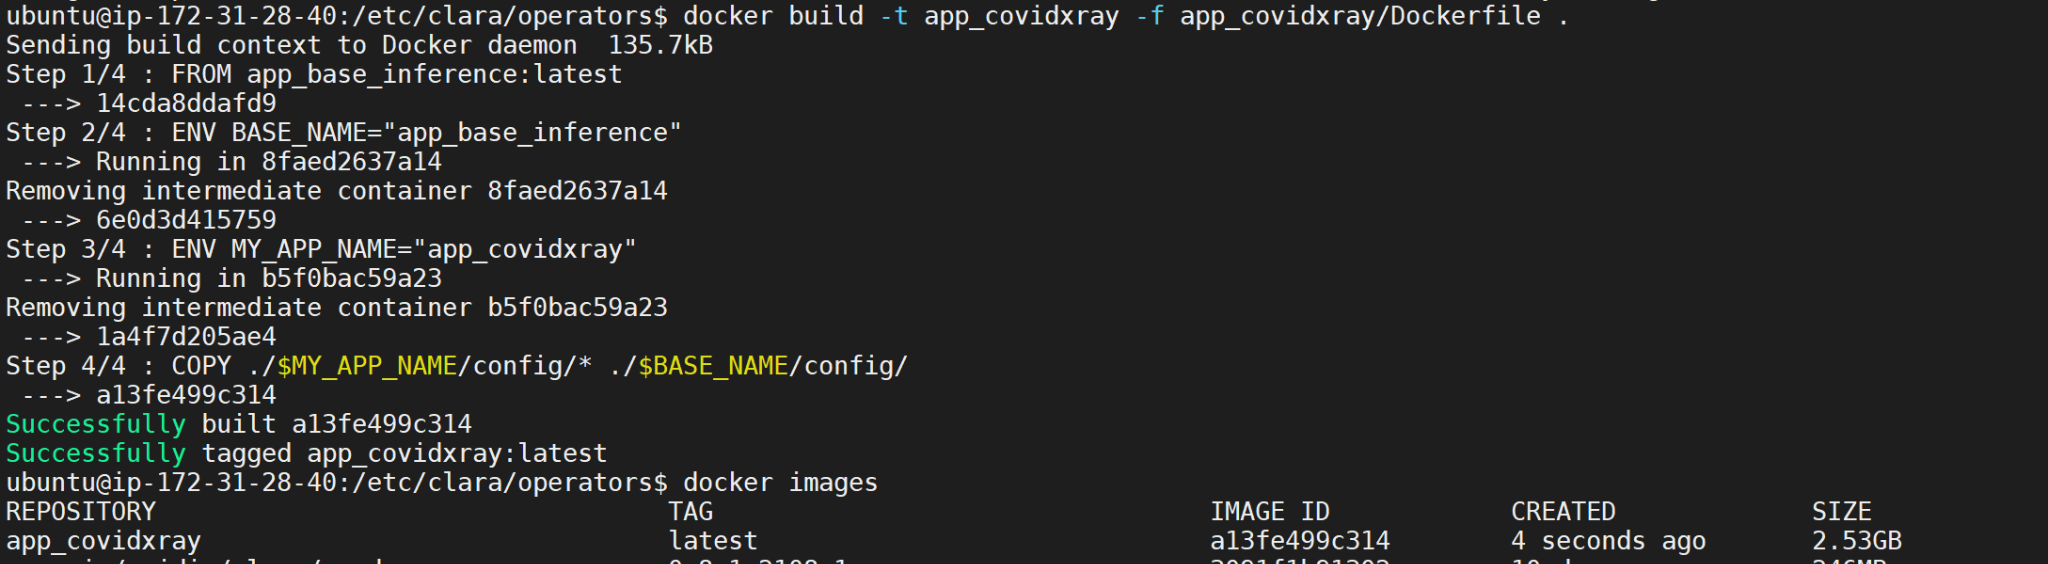 ubuntu@ip-172-31-28-40:/etc/clara/operators$ docker build -t app_covidxray -f app_covidxray/Dockerfile .
Sending build context to Docker daemon  135.7kB
Step 1/4 : FROM app_base_inference:latest
 ---> 14cda8ddafd9
Step 2/4 : ENV BASE_NAME="app_base_inference"
 ---> Running in 8faed2637a14
Removing intermediate container 8faed2637a14
 ---> 6e0d3d415759
Step 3/4 : ENV MY_APP_NAME="app_covidxray"
 ---> Running in b5f0bac59a23
Removing intermediate container b5f0bac59a23
 ---> 1a4f7d205ae4
Step 4/4 : COPY ./$MY_APP_NAME/config/* ./$BASE_NAME/config/
 ---> a13fe499c314
Successfully built a13fe499c314
Successfully tagged app_covidxray:latest
ubuntu@ip-172-31-28-40:/etc/clara/operators$ docker images
REPOSITORY TAG IMAGE ID CREATED SIZE
app_covidxray latest a13fe499c314 4 seconds ago 2.53GB